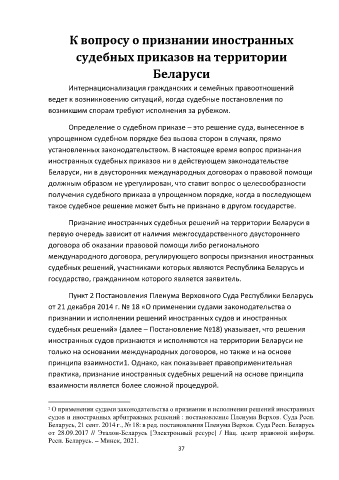 К вопросу о признании иностранных
судебных приказов на территории
Беларуси
Интернационализация гражданских и семейных правоотношений
ведет к возникновению ситуаций, когда судебные постановления по
возникшим спорам требуют исполнения за рубежом.
Определение о судебном приказе – это решение суда, вынесенное в
упрощенном судебном порядке без вызова сторон в случаях, прямо
установленных законодательством. В настоящее время вопрос признания
иностранных судебных приказов ни в действующем законодательстве
Беларуси, ни в двусторонних международных договорах о правовой помощи
должным образом не урегулирован, что ставит вопрос о целесообразности
получения судебного приказа в упрощенном порядке, когда в последующем
такое судебное решение может быть не признано в другом государстве.
Признание иностранных судебных решений на территории Беларуси в
первую очередь зависит от наличия межгосударственного двустороннего
договора об оказании правовой помощи либо регионального
международного договора, регулирующего вопросы признания иностранных
судебных решений, участниками которых являются Республика Беларусь и
государство, гражданином которого является заявитель.
Пункт 2 Постановления Пленума Верховного Суда Республики Беларусь
от 21 декабря 2014 г. № 18 «О применении судами законодательства о
признании и исполнении решений иностранных судов и иностранных
судебных решений» (далее – Постановление №18) указывает, что решения
иностранных судов признаются и исполняются на территории Беларуси не
только на основании международных договоров, но также и на основе
принципа взаимности1. Однако, как показывает правоприменительная
практика, признание иностранных судебных решений на основе принципа
взаимности является более сложной процедурой.
1 О применении судами законодательства о признании и исполнении решений иностранных
судов и иностранных арбитражных решений : постановление Пленума Верхов. Суда Респ.
Беларусь, 21 сент. 2014 г., № 18: в ред. постановления Пленума Верхов. Суда Респ. Беларусь
от 28.09.2017 // Эталон-Беларусь [Электронный ресурс] / Нац. центр правовой информ.
Респ. Беларусь. – Минск, 2021.
37